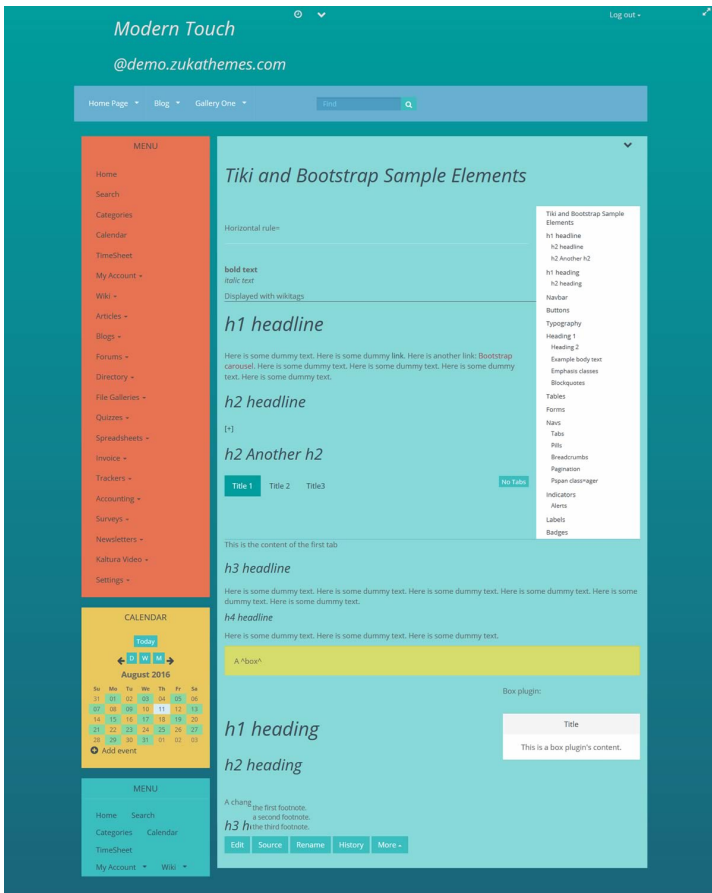 Modern Touch
Log out
@demo.zukathemes.com
Home Page Blog Gallery One Find
MENU
Home
Search
Categories
Calendar
TimeSheet
My Account
Wiki
Articles
Blogs
Forums
Directory
File Galleries
Quizzes
Spreadsheets
Invoice
Trackers
Accounting
Surveys
Newsletters
Kaltura Video
Settings
CALENDAR
Today
D W M
August 2016
Su Mo Tu We Th Fr Sa
31 01 02 03 04 05 06
07 08 09 10 11 12 13
14 15 16 17 18 19 20
21 22 23 24 25 26 27
28 29 30 31 01 02 03
Add event
MENU
Home Search
Categories Calendar
TimeSheet
My Account Wiki
Tiki and Bootstrap Sample Elements
Horizontal rule=
bold text
italic text
Displayed with wikitags
h1 headline
Here is some dummy text. Here is some dummy link. Here is another link: Bootstrap
carousel. Here is some dummy text. Here is some dummy text. Here is some dummy
text. Here is some dummy text.
h2 headline
[+]
h2 Another h2
Title 1 Title 2 Title3 No Tabs
This is the content of the first tab
Tiki and Bootstrap Sample
Elements
h1 headline
h2 headline
h2 Another h2
h1 heading
h2 heading
Navbar
Buttons
Typography
Heading 1
Heading 2
Example body text
Emphasis classes
Blockquotes
Tables
Forms
Navs
Tabs
Pills
Breadcrumbs
Pagination
Pspan class=ager
Indicators
Alerts
Labels
Badges
h3 headline
Here is some dummy text. Here is some dummy text. Here is some dummy text. Here is some dummy text. Here is some
dummy text. Here is some dummy text.
h4 headline
Here is some dummy text. Here is some dummy text. Here is some dummy text.
A ^box^
Box plugin:
Title
This is a box plugin's content.
h1 heading
h2 heading
A chang
the first footnote.
a second footnote.
h3 h
the third footnote.
Edit Source Rename History More